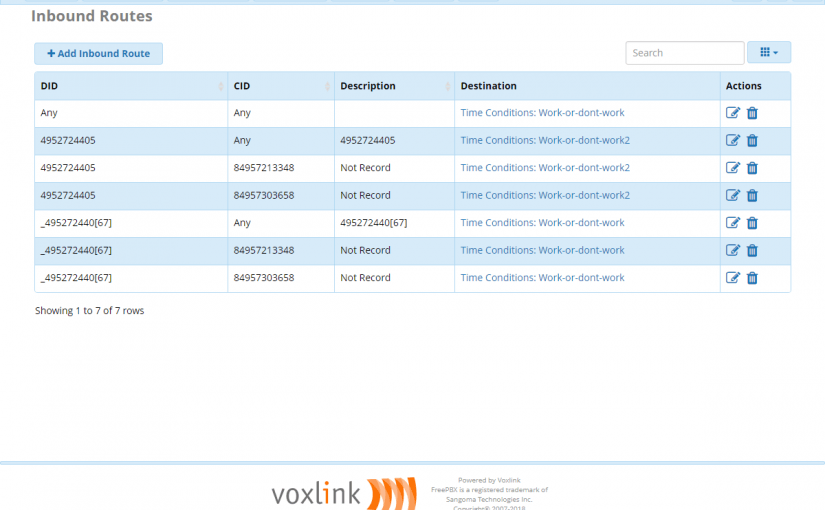 Inbound Routes
+ Add Inbound Route
Search
DID CID Description Destination Actions
Any Any Time Conditions: Work-or-dont-work
4952724405 Any 4952724405 Time Conditions: Work-or-dont-work2
4952724405 84957213348 Not Record Time Conditions: Work-or-dont-work2
4952724405 84957303658 Not Record Time Conditions: Work-or-dont-work2
_495272440[67] Any 495272440[67] Time Conditions: Work-or-dont-work
_495272440[67] 84957213348 Not Record Time Conditions: Work-or-dont-work
_495272440[67] 84957303658 Not Record Time Conditions: Work-or-dont-work
Showing 1 to 7 of 7 rows
voxlink
Powered by Voxlink
FreePBX is a registered trademark of
Sangoma Technologies Inc.
Copyright© 2007-2018